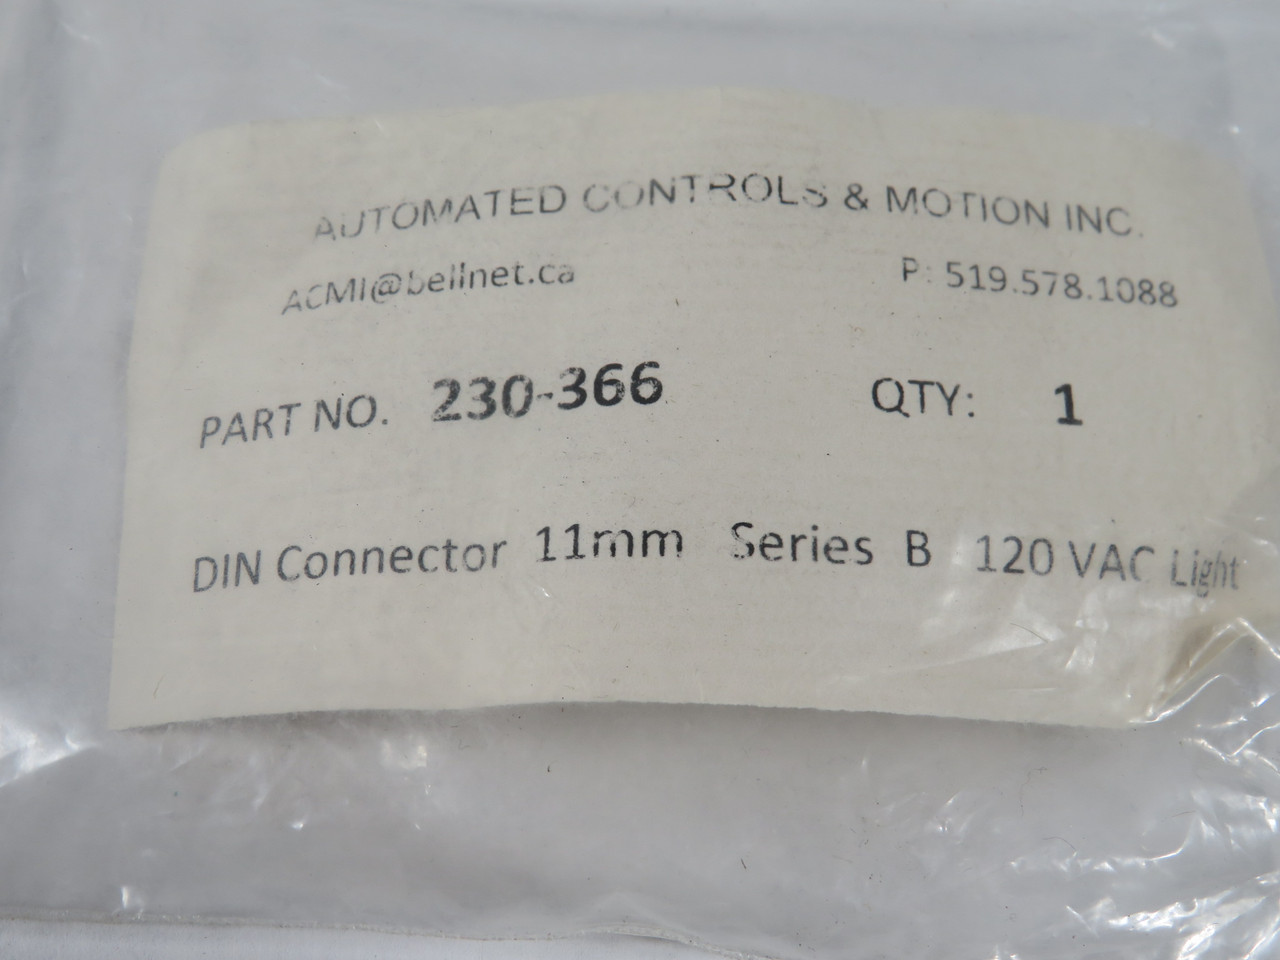 AUTOMATED CONTROLS & MOTION INC.
ACMI@bellnet.ca P: 519.578.1088
PART NO. 230-366 QTY: 1
DIN Connector 11mm Series B 120 VAC Light